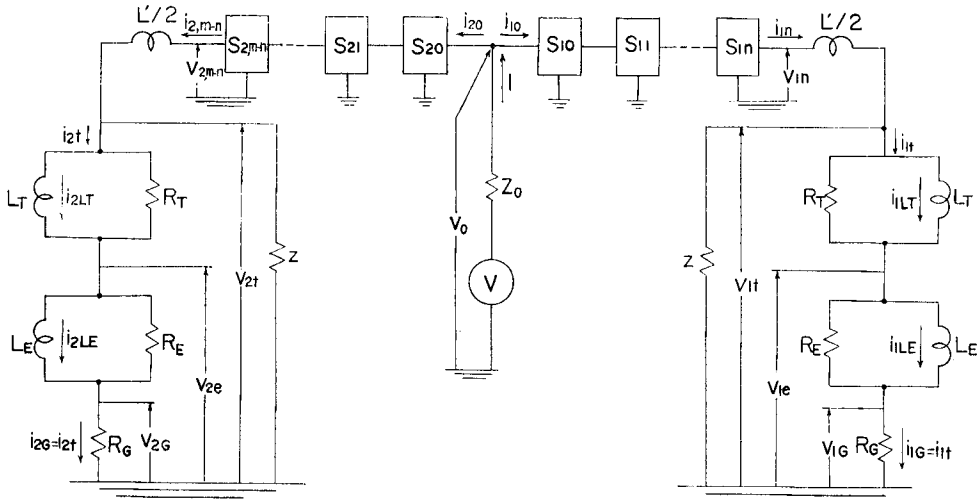 L'/2 i2,m-n i20 i10 i1n L'/2
S2,m-n S21 S20 S10 S11 S1n
V2m-n I V1n
i2t i1t
LT i2LT RT Z0 RT i1LT LT
V0
Z V2t V Z V1t
LE i2LE RE RE i1LE LE
V2e V1e
i2G=i2t RG V2G V1G RG i1G=i1t